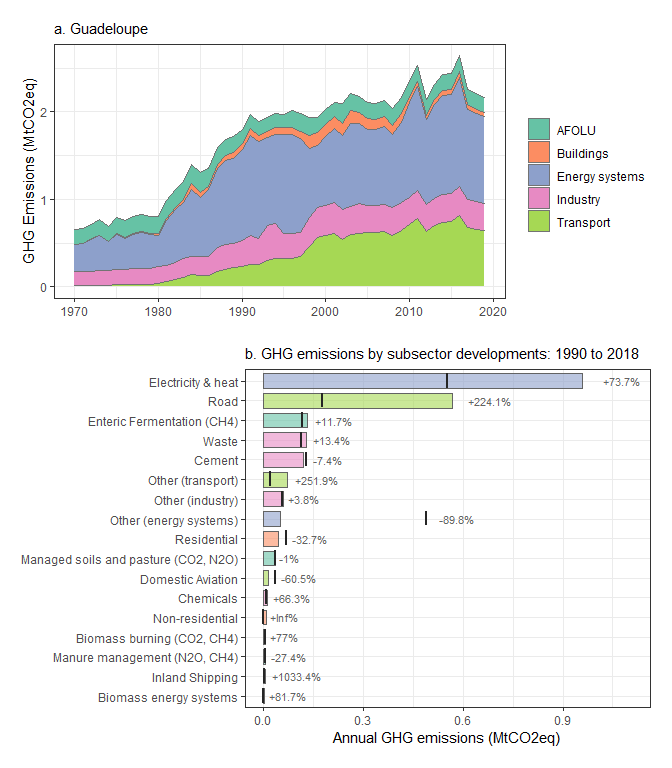 a. Guadeloupe
GHG Emissions (MtCO2eq)
2
1
0
1970 1980 1990 2000 2010 2020
AFOLU
Buildings
Energy systems
Industry
Transport
b. GHG emissions by subsector developments: 1990 to 2018
Electricity & heat +73.7%
Road +224.1%
Enteric Fermentation (CH4) +11.7%
Waste +13.4%
Cement -7.4%
Other (transport) +251.9%
Other (industry) +3.8%
Other (energy systems) -89.8%
Residential -32.7%
Managed soils and pasture (CO2, N2O) -1%
Domestic Aviation -60.5%
Chemicals +66.3%
Non-residential +Inf%
Biomass burning (CO2, CH4) +77%
Manure management (N2O, CH4) -27.4%
Inland Shipping +1033.4%
Biomass energy systems +81.7%
0.0 0.3 0.6 0.9
Annual GHG emissions (MtCO2eq)